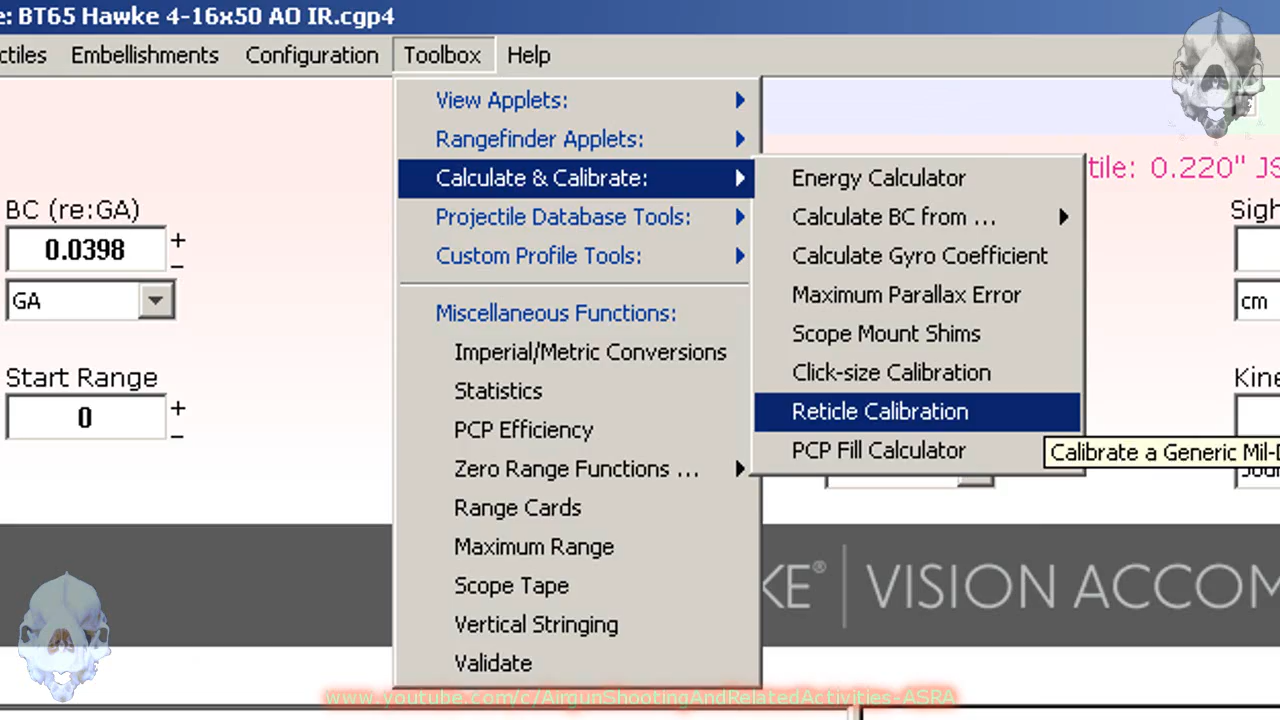 e: BT65 Hawke 4-16x50 AO IR.cgp4
ctiles Embellishments Configuration Toolbox Help
View Applets:
Rangefinder Applets:
Calculate & Calibrate:
Projectile Database Tools:
Custom Profile Tools:
Miscellaneous Functions:
Imperial/Metric Conversions
Statistics
PCP Efficiency
Zero Range Functions ...
Range Cards
Maximum Range
Scope Tape
Vertical Stringing
Validate
Energy Calculator
Calculate BC from ...
Calculate Gyro Coefficient
Maximum Parallax Error
Scope Mount Shims
Click-size Calibration
Reticle Calibration
PCP Fill Calculator
Calibrate a Generic Mil-D
BC (re:GA)
0.0398
+
−
GA
Start Range
0
+
−
tile: 0.220" JS
Sigh
cm
Kine
KE® | VISION ACCOM
www.youtube.com/c/AirgunShootingAndRelatedActivities-ASRA